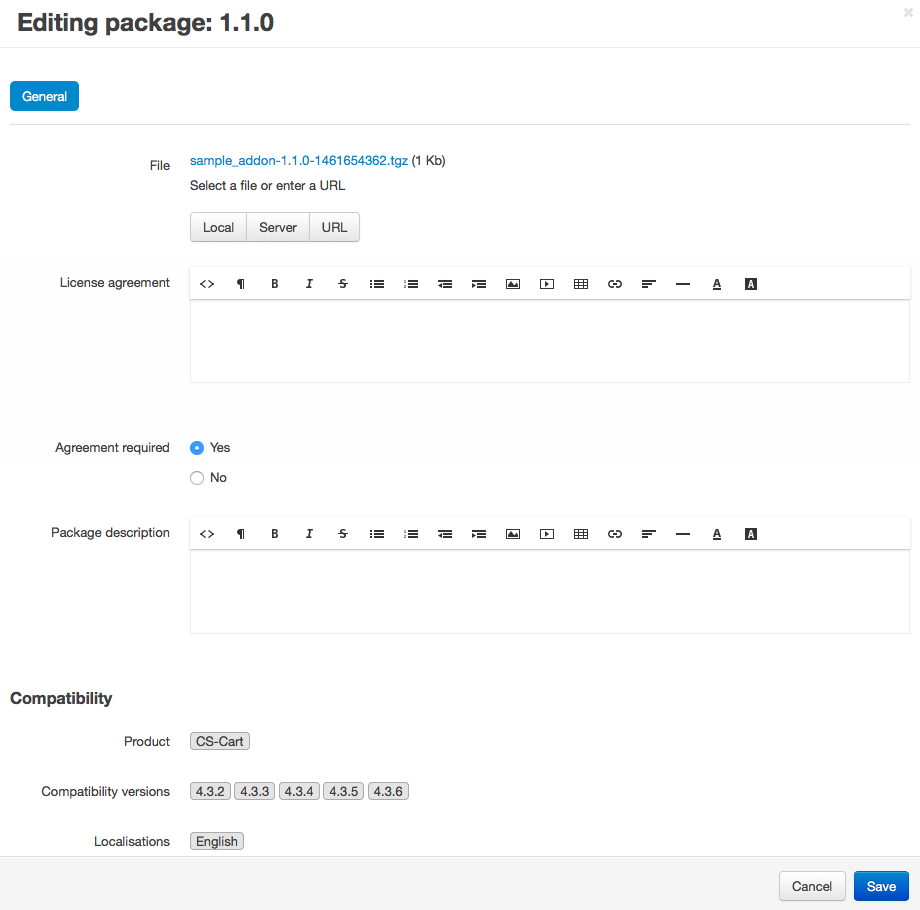 Editing package: 1.1.0
General
File
sample_addon-1.1.0-1461654362.tgz (1 Kb)
Select a file or enter a URL
Local Server URL
License agreement
Agreement required
Yes
No
Package description
Compatibility
Product CS-Cart
Compatibility versions 4.3.2 4.3.3 4.3.4 4.3.5 4.3.6
Localisations English
Cancel Save